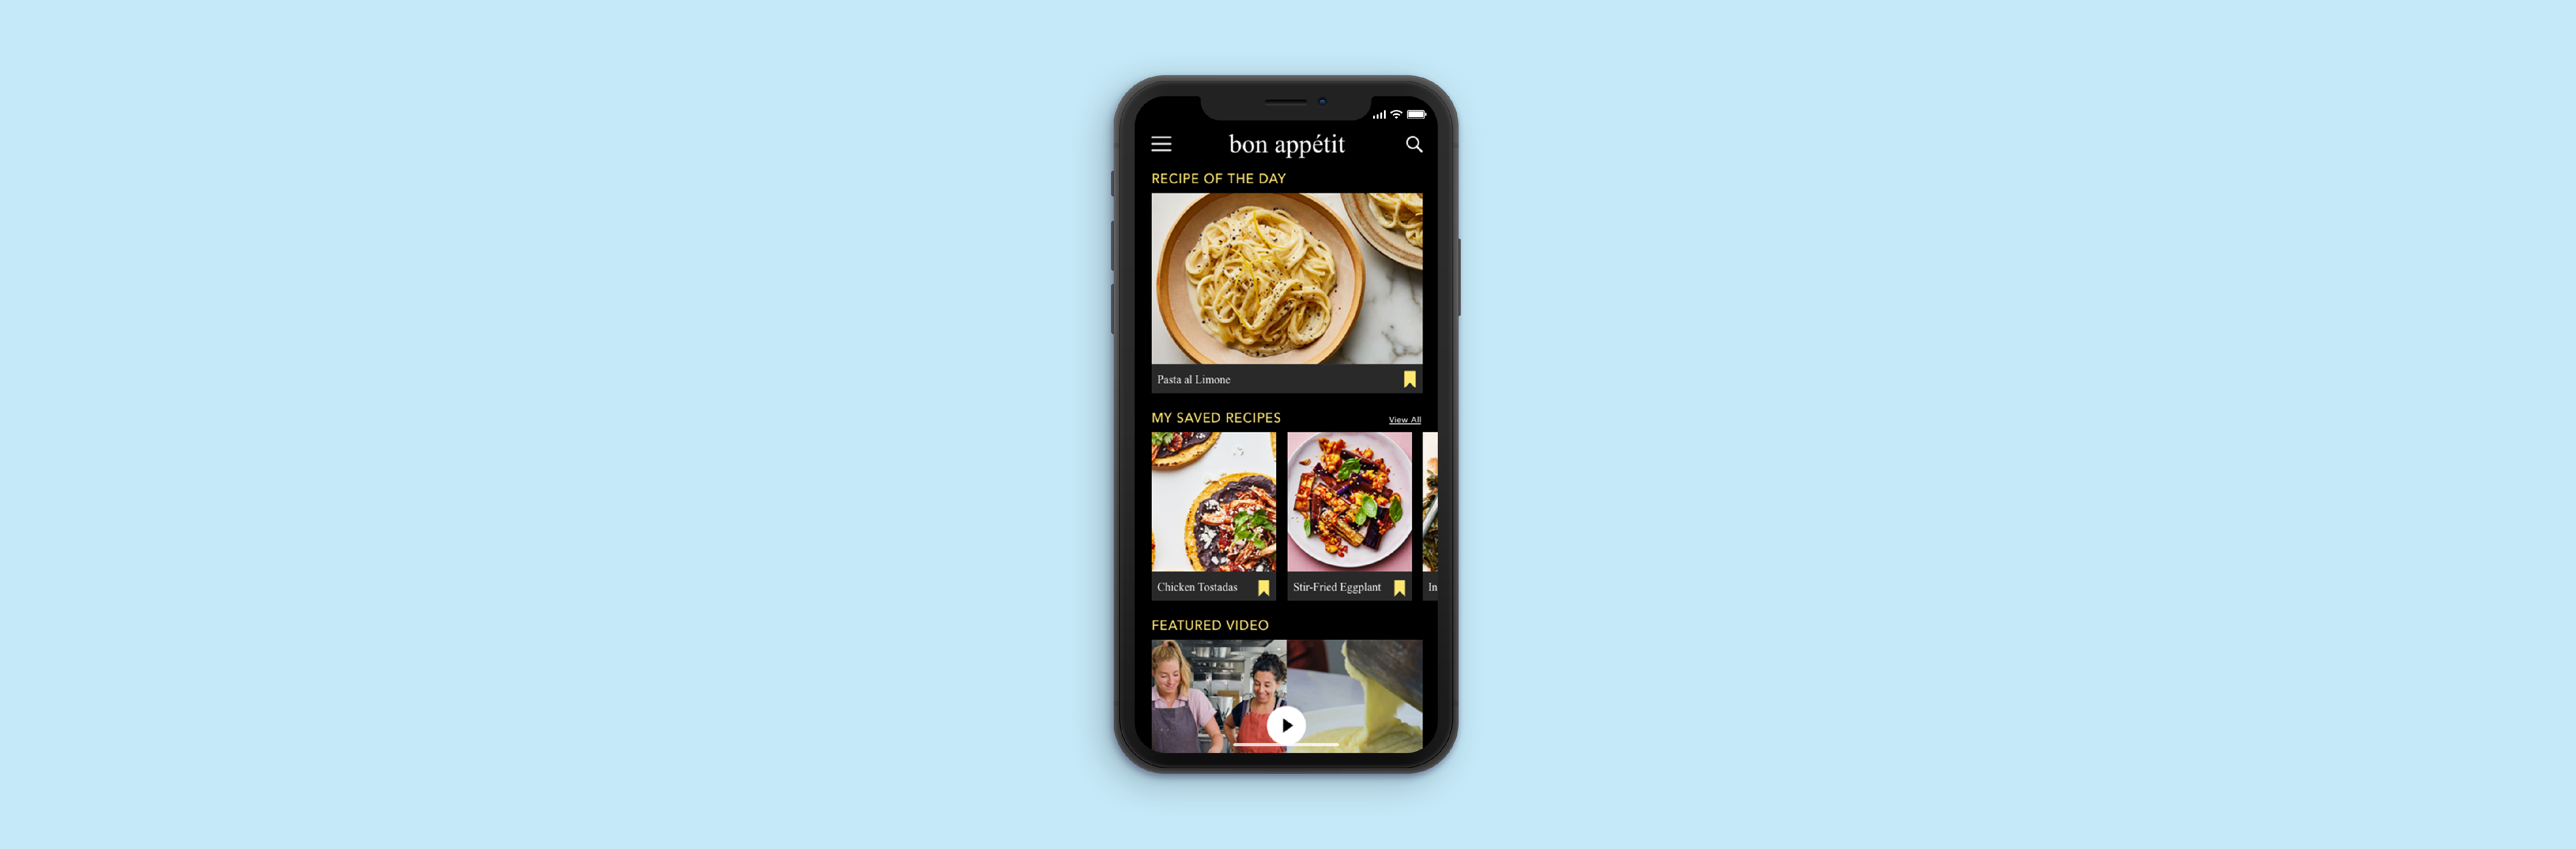 bon appétit
RECIPE OF THE DAY
Pasta al Limone
MY SAVED RECIPES
View All
Chicken Tostadas
Stir-Fried Eggplant
In
FEATURED VIDEO